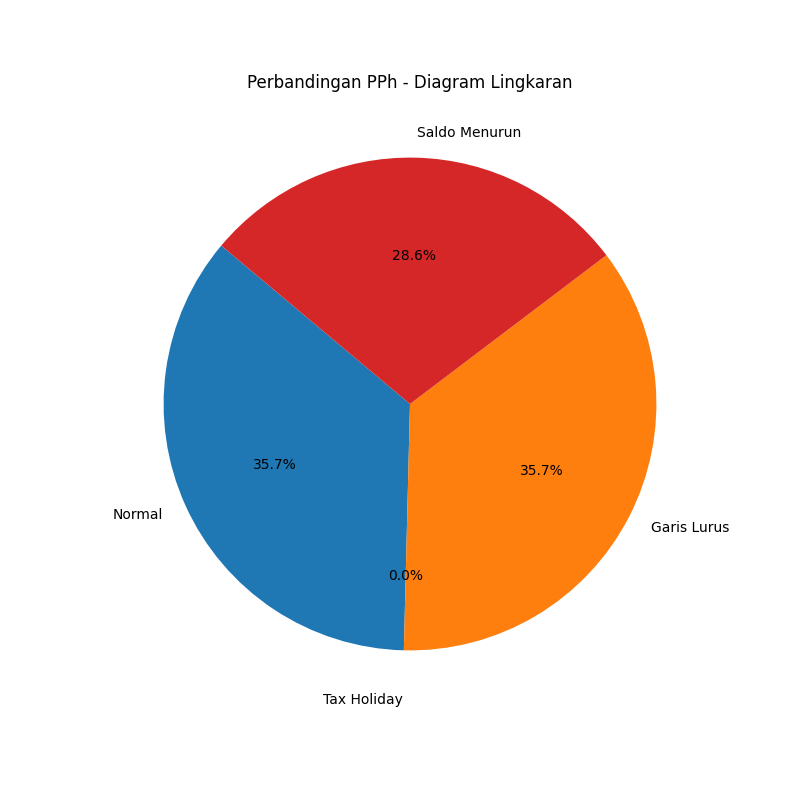 Perbandingan PPh - Diagram Lingkaran
Saldo Menurun
28.6%
35.7%
35.7%
Normal
Garis Lurus
0.0%
Tax Holiday